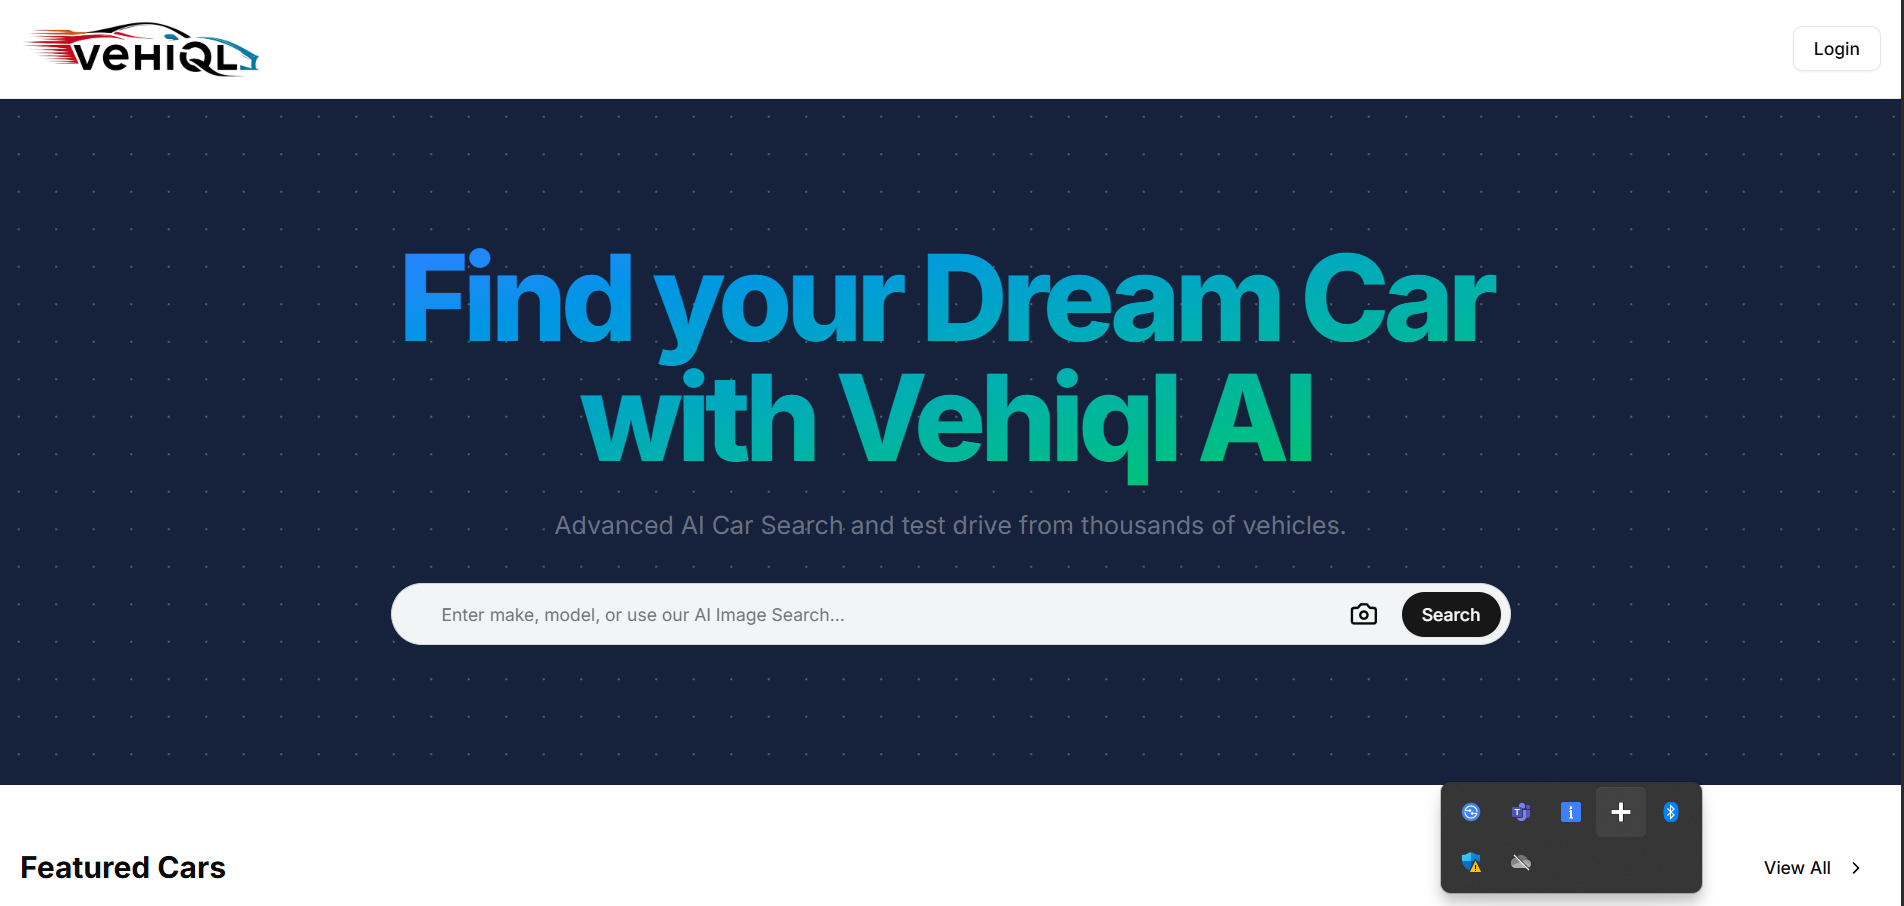 VEHIQL
Login
Find your Dream Car
with Vehiql AI
Advanced AI Car Search and test drive from thousands of vehicles.
Enter make, model, or use our AI Image Search...
Search
Featured Cars
View All